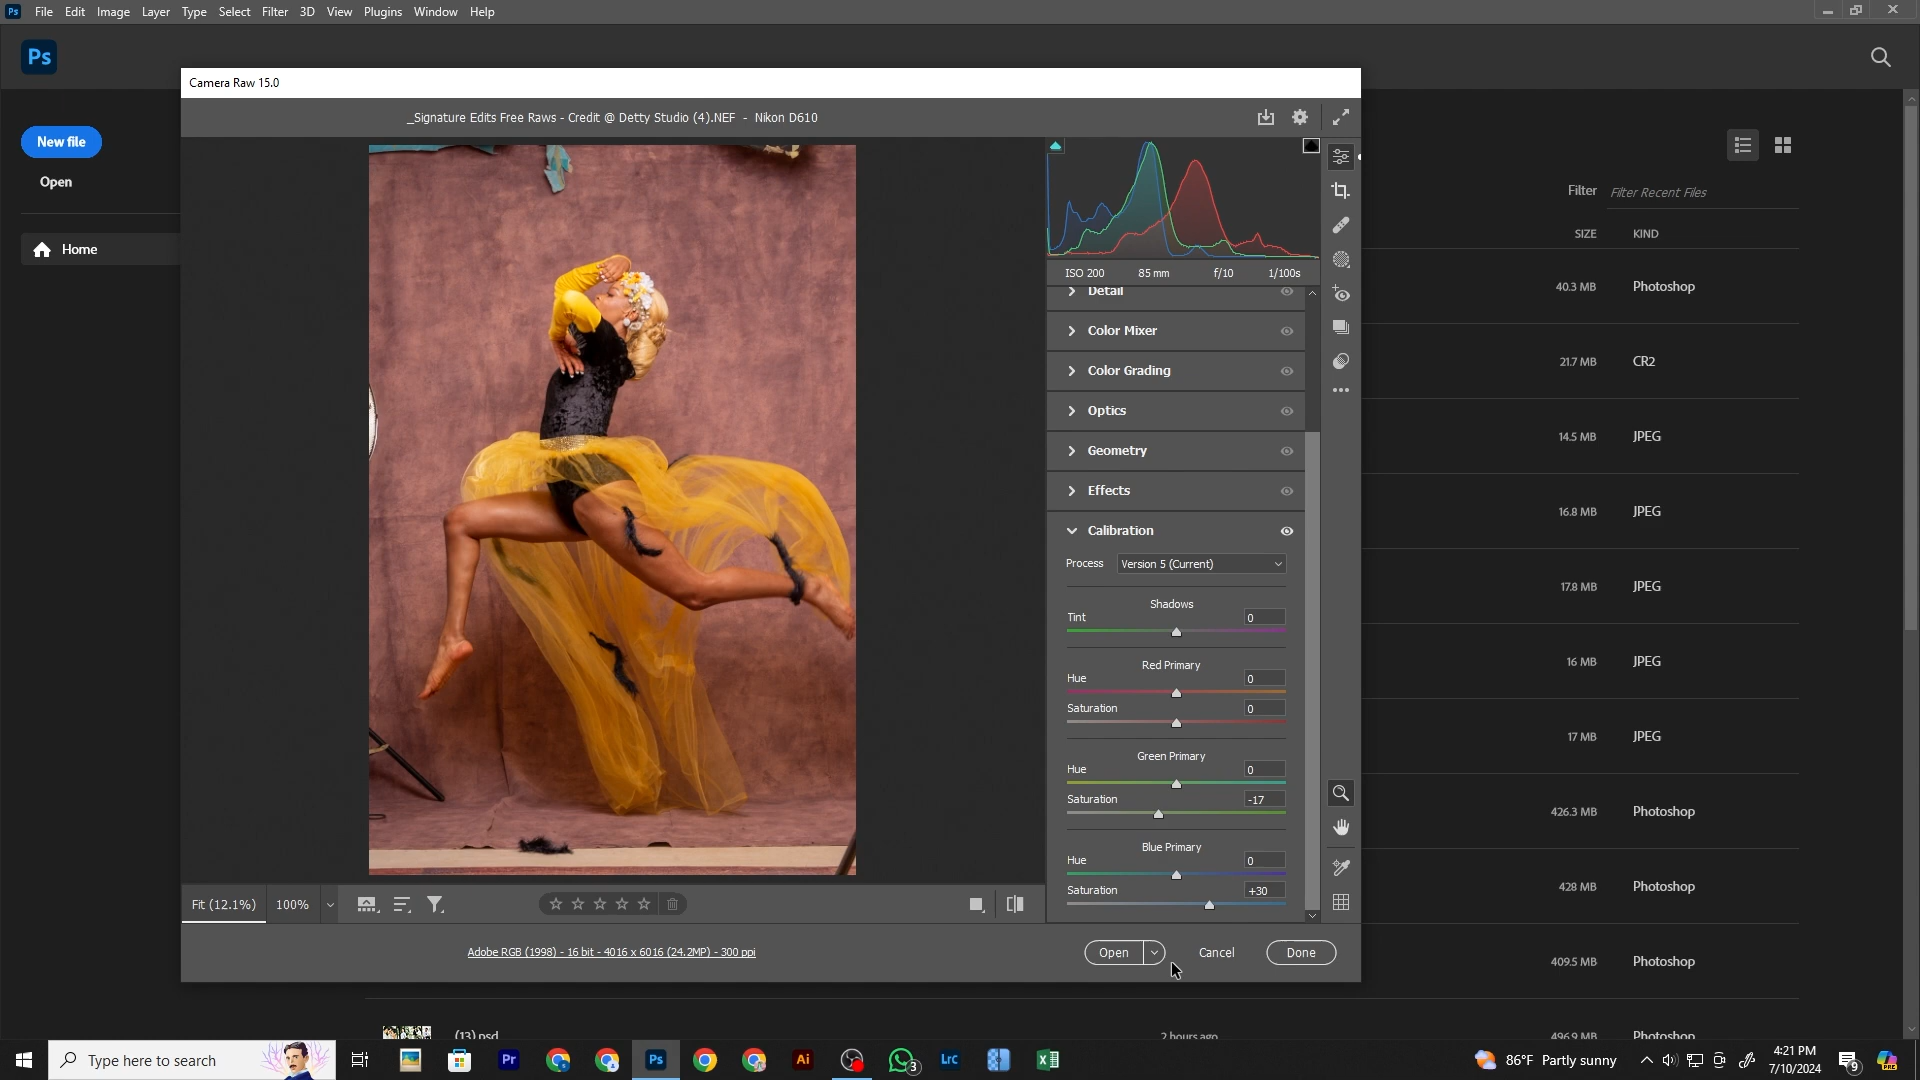 Ps File Edit Image Layer Type Select Filter 3D View Plugins Window Help
Ps
New file
Open
Home
Camera Raw 15.0
_Signature Edits Free Raws - Credit @ Detty Studio (4).NEF - Nikon D610
ISO 200 85 mm f/10 1/100s
Detail
Color Mixer
Color Grading
Optics
Geometry
Effects
Calibration
Process Version 5 (Current)
Shadows
Tint 0
Red Primary
Hue 0
Saturation 0
Green Primary
Hue 0
Saturation -17
Blue Primary
Hue 0
Saturation +30
Fit (12.1%) 100%
Adobe RGB (1998) - 16 bit - 4016 x 6016 (24.2MP) - 300 ppi
Open Cancel Done
Filter Filter Recent Files
SIZE KIND
40.3 MB Photoshop
21.7 MB CR2
14.5 MB JPEG
16.8 MB JPEG
17.8 MB JPEG
16 MB JPEG
17 MB JPEG
426.3 MB Photoshop
428 MB Photoshop
409.5 MB Photoshop
(13).psd 2 hours ago 496.9 MB Photoshop
Type here to search
Pr Ps Ai 3 Lrc
86°F Partly sunny
4:21 PM
7/10/2024
9
PRE